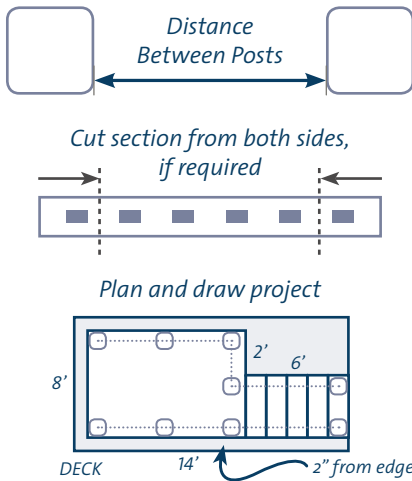 Distance
Between Posts
Cut section from both sides,
if required
Plan and draw project
2’
6’
8’
DECK
14’
2” from edge